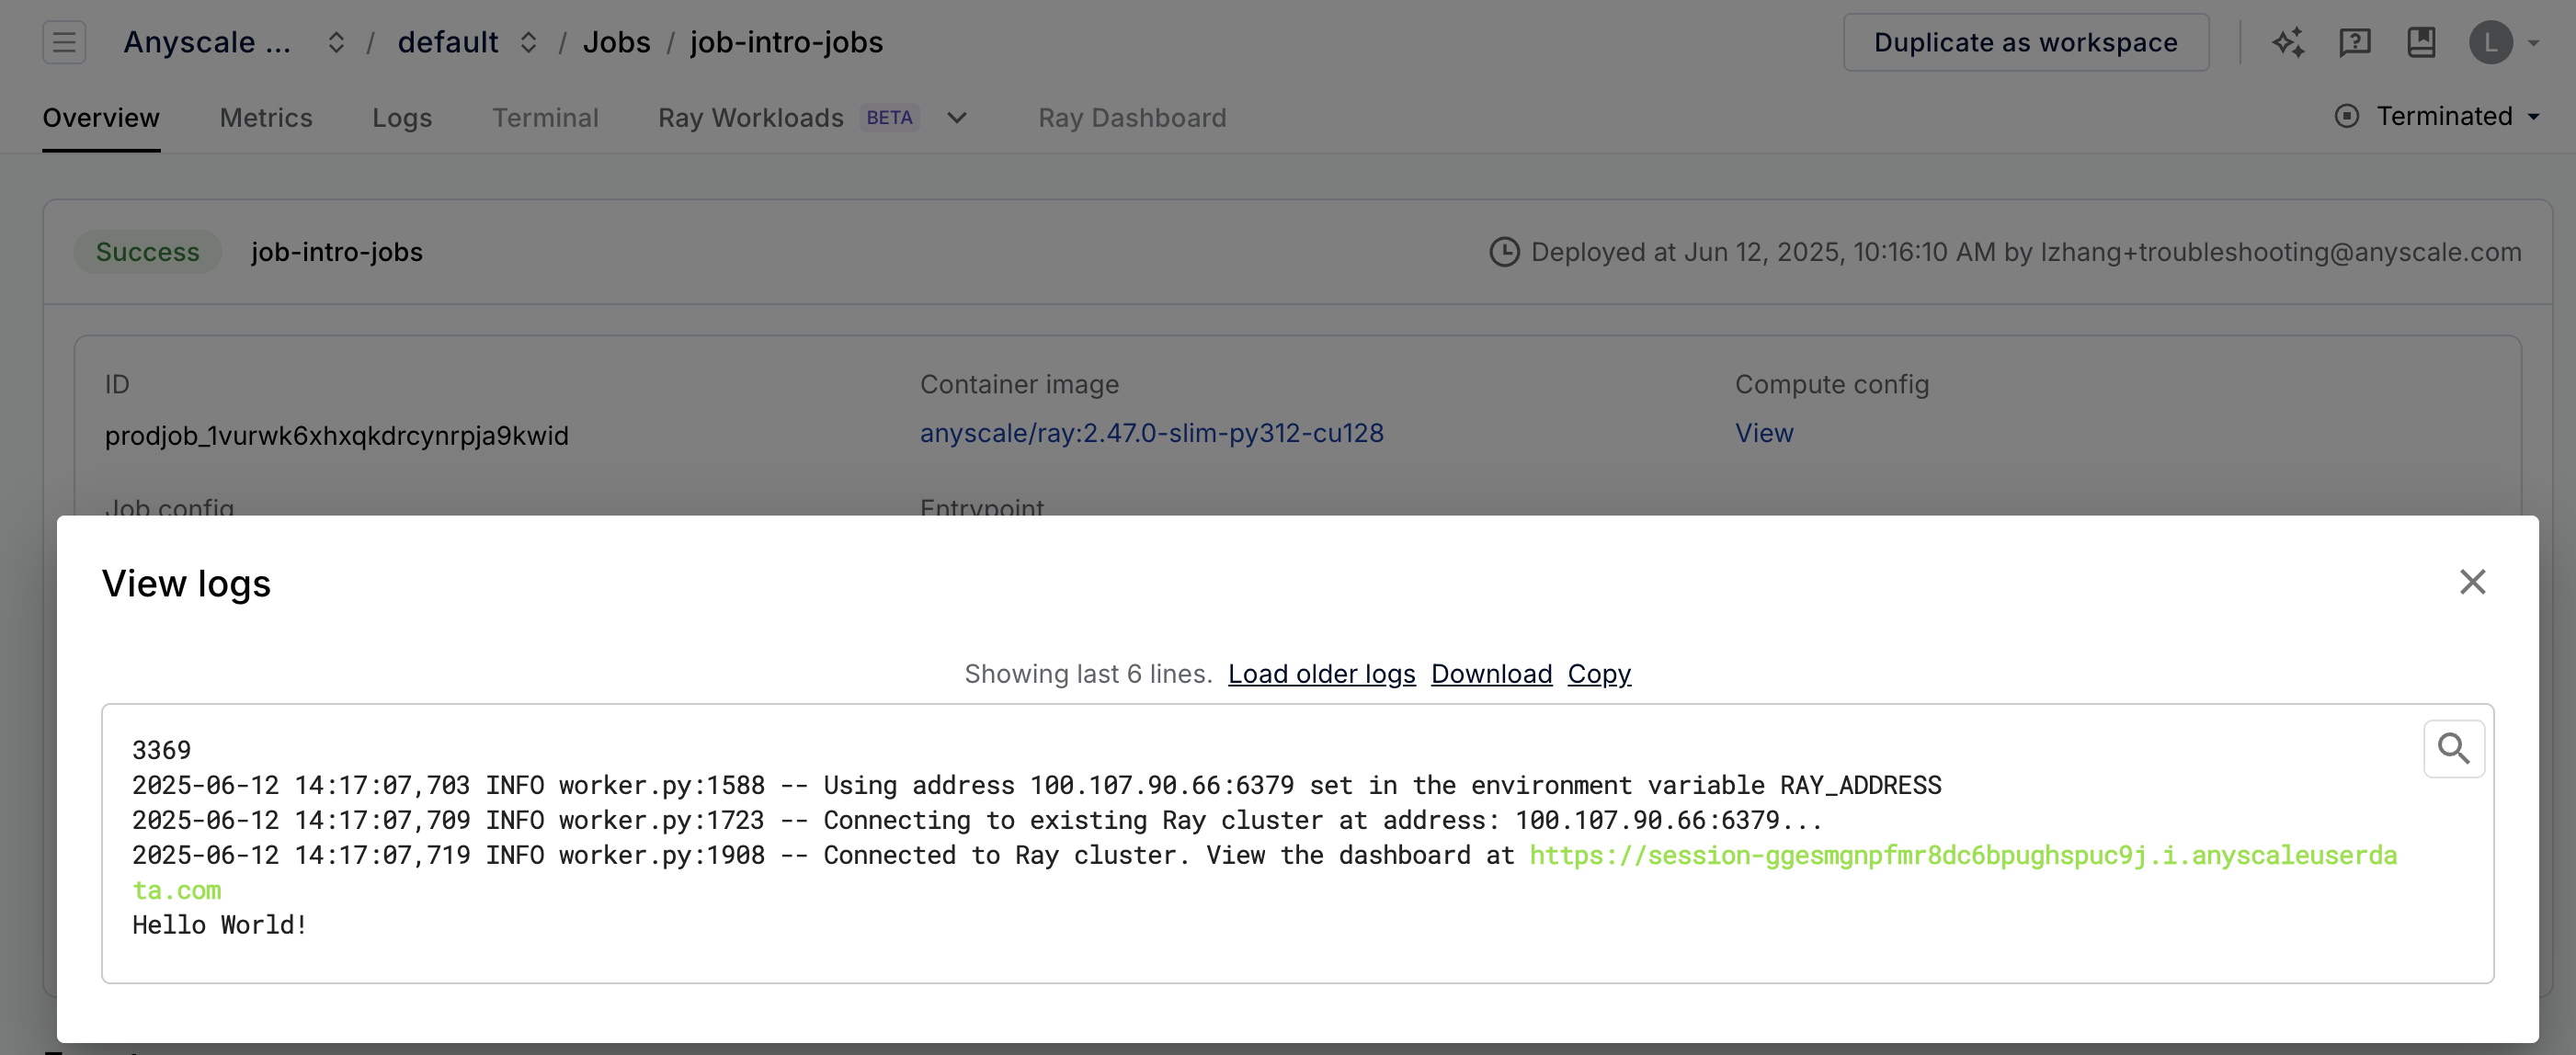 Anyscale ... / default / Jobs / job-intro-jobs Duplicate as workspace L
Overview Metrics Logs Terminal Ray Workloads BETA Ray Dashboard Terminated
Success job-intro-jobs Deployed at Jun 12, 2025, 10:16:10 AM by lzhang+troubleshooting@anyscale.com
ID Container image Compute config
prodjob_1vurwk6xhxqkdrcynrpja9kwid anyscale/ray:2.47.0-slim-py312-cu128 View
Job config Entrypoint
View logs
Showing last 6 lines. Load older logs Download Copy
3369
2025-06-12 14:17:07,703 INFO worker.py:1588 -- Using address 100.107.90.66:6379 set in the environment variable RAY_ADDRESS
2025-06-12 14:17:07,709 INFO worker.py:1723 -- Connecting to existing Ray cluster at address: 100.107.90.66:6379...
2025-06-12 14:17:07,719 INFO worker.py:1908 -- Connected to Ray cluster. View the dashboard at https://session-ggesmgnpfmr8dc6bpughspuc9j.i.anyscaleuserda
ta.com
Hello World!